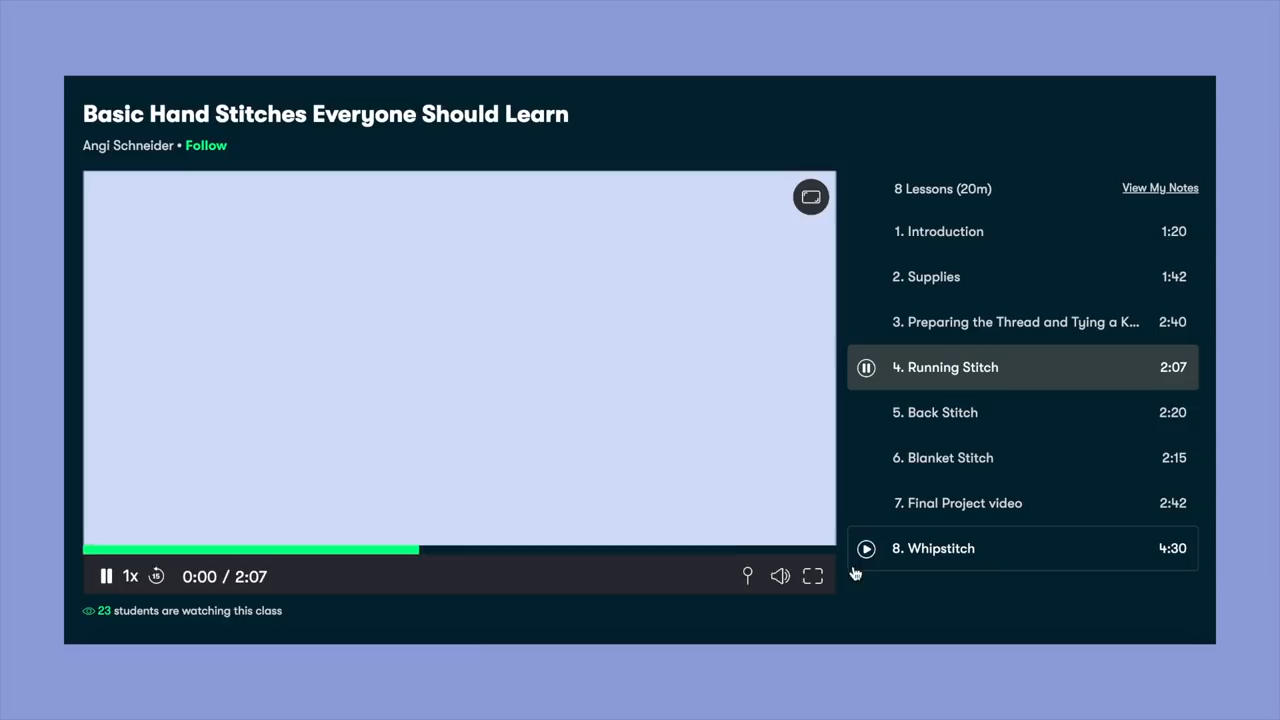 Basic Hand Stitches Everyone Should Learn
Angi Schneider • Follow
8 Lessons (20m)
View My Notes
1. Introduction 1:20
2. Supplies 1:42
3. Preparing the Thread and Tying a K... 2:40
4. Running Stitch 2:07
5. Back Stitch 2:20
6. Blanket Stitch 2:15
7. Final Project video 2:42
8. Whipstitch 4:30
1x 15 0:00 / 2:07
23 students are watching this class